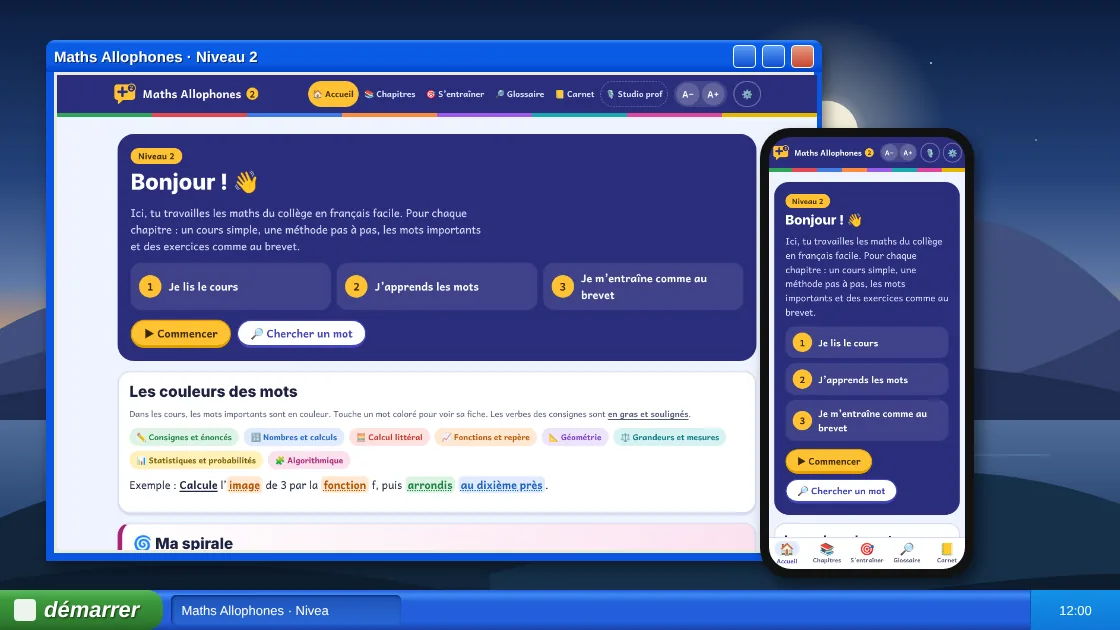 Maths Allophones · Niveau 2
Maths Allophones 2
Accueil Chapitres S'entraîner Glossaire Carnet Studio prof A− A+
Niveau 2
Bonjour !
Ici, tu travailles les maths du collège en français facile. Pour chaque
chapitre : un cours simple, une méthode pas à pas, les mots importants
et des exercices comme au brevet.
1 Je lis le cours
2 J'apprends les mots
3 Je m'entraîne comme au
brevet
Commencer
Chercher un mot
Les couleurs des mots
Dans les cours, les mots importants sont en couleur. Touche un mot coloré pour voir sa fiche. Les verbes des consignes sont en gras et soulignés.
Consignes et énoncés Nombres et calculs Calcul littéral Fonctions et repère Géométrie Grandeurs et mesures
Statistiques et probabilités Algorithmique
Exemple : Calcule l'image de 3 par la fonction f, puis arrondis au dixième près.
Ma spirale
Maths Allophones 2 A− A+
Niveau 2
Bonjour !
Ici, tu travailles les maths du collège
en français facile. Pour chaque
chapitre : un cours simple, une
méthode pas à pas, les mots
importants et des exercices comme au
brevet.
1 Je lis le cours
2 J'apprends les mots
3 Je m'entraîne comme au
brevet
Commencer
Chercher un mot
Accueil Chapitres S'entraîner Glossaire Carnet
démarrer
Maths Allophones · Nivea
12:00